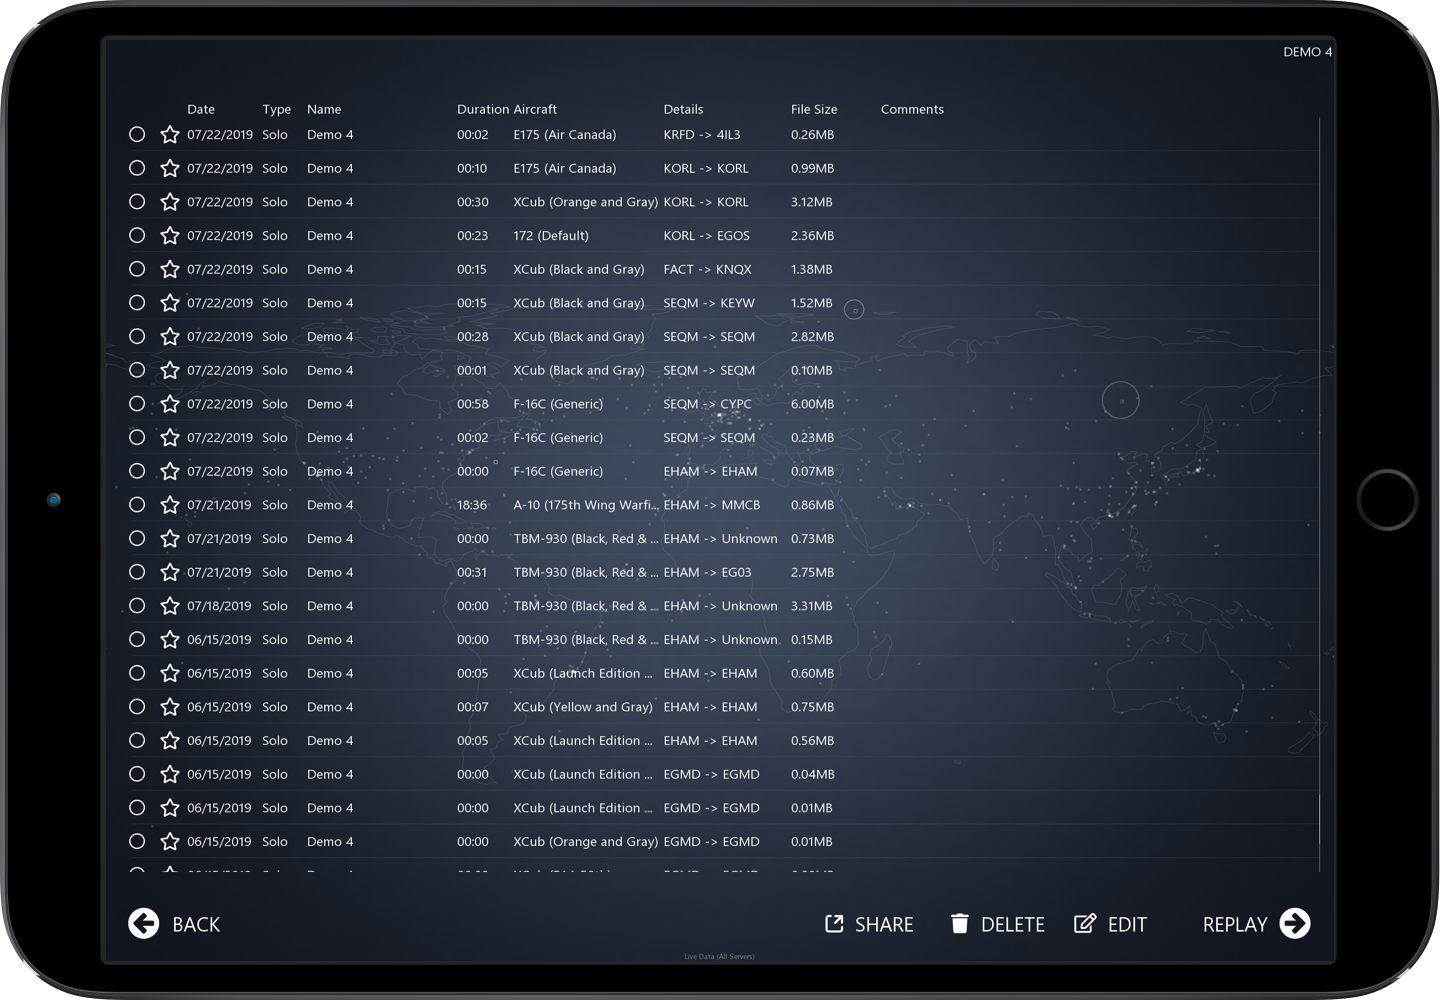 DEMO 4
Date Type Name Duration Aircraft Details File Size Comments
07/22/2019 Solo Demo 4 00:02 E175 (Air Canada) KRFD -> 4IL3 0.26MB
07/22/2019 Solo Demo 4 00:10 E175 (Air Canada) KORL -> KORL 0.99MB
07/22/2019 Solo Demo 4 00:30 XCub (Orange and Gray) KORL -> KORL 3.12MB
07/22/2019 Solo Demo 4 00:23 172 (Default) KORL -> EGOS 2.36MB
07/22/2019 Solo Demo 4 00:15 XCub (Black and Gray) FACT -> KNQX 1.38MB
07/22/2019 Solo Demo 4 00:15 XCub (Black and Gray) SEQM -> KEYW 1.52MB
07/22/2019 Solo Demo 4 00:28 XCub (Black and Gray) SEQM -> SEQM 2.82MB
07/22/2019 Solo Demo 4 00:01 XCub (Black and Gray) SEQM -> SEQM 0.10MB
07/22/2019 Solo Demo 4 00:58 F-16C (Generic) SEQM -> CYPC 6.00MB
07/22/2019 Solo Demo 4 00:02 F-16C (Generic) SEQM -> SEQM 0.23MB
07/22/2019 Solo Demo 4 00:00 F-16C (Generic) EHAM -> EHAM 0.07MB
07/21/2019 Solo Demo 4 18:36 A-10 (175th Wing Warfi... EHAM -> MMCB 0.86MB
07/21/2019 Solo Demo 4 00:00 TBM-930 (Black, Red & ... EHAM -> Unknown 0.73MB
07/21/2019 Solo Demo 4 00:31 TBM-930 (Black, Red & ... EHAM -> EG03 2.75MB
07/18/2019 Solo Demo 4 00:00 TBM-930 (Black, Red & ... EHAM -> Unknown 3.31MB
06/15/2019 Solo Demo 4 00:00 TBM-930 (Black, Red & ... EHAM -> Unknown 0.15MB
06/15/2019 Solo Demo 4 00:05 XCub (Launch Edition ... EHAM -> EHAM 0.60MB
06/15/2019 Solo Demo 4 00:07 XCub (Yellow and Gray) EHAM -> EHAM 0.75MB
06/15/2019 Solo Demo 4 00:05 XCub (Launch Edition ... EHAM -> EHAM 0.56MB
06/15/2019 Solo Demo 4 00:00 XCub (Launch Edition ... EGMD -> EGMD 0.04MB
06/15/2019 Solo Demo 4 00:00 XCub (Launch Edition ... EGMD -> EGMD 0.01MB
06/15/2019 Solo Demo 4 00:00 XCub (Orange and Gray) EGMD -> EGMD 0.01MB
BACK SHARE DELETE EDIT REPLAY
Live Data (All Servers)